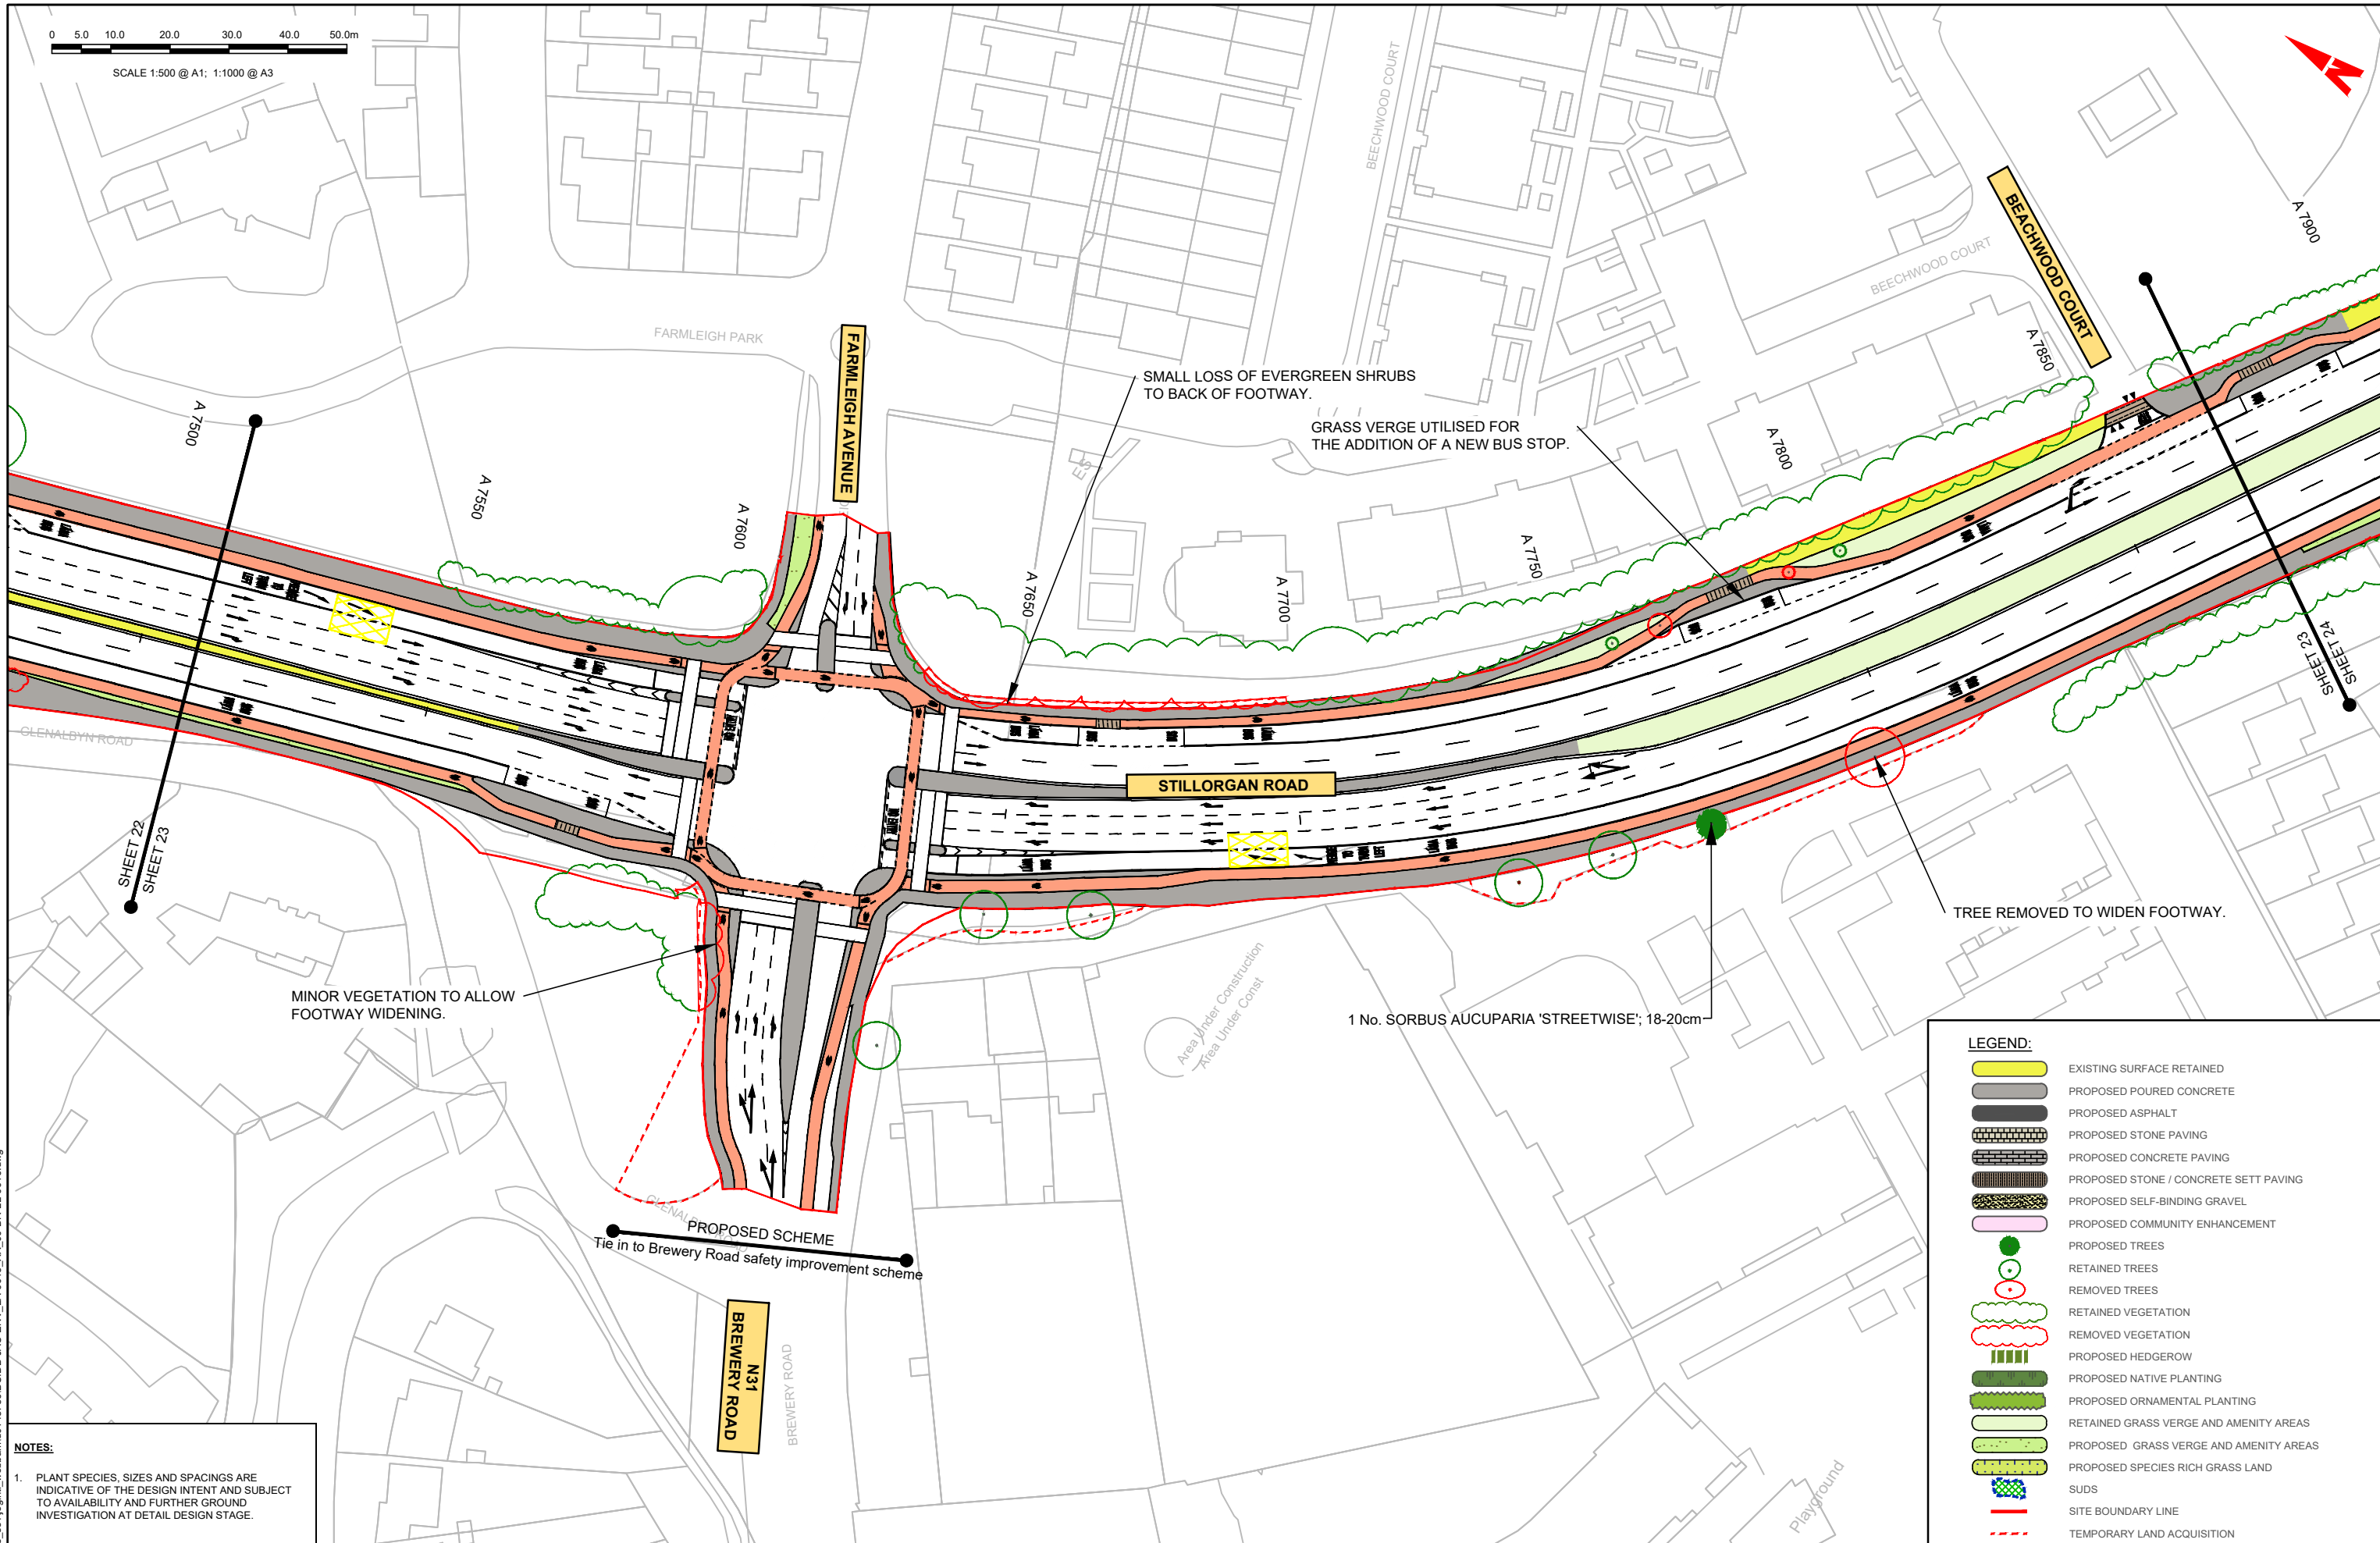 0 5.0 10.0 20.0 30.0 40.0 50.0m
SCALE 1:500 @ A1; 1:1000 @ A3
BEECHWOOD COURT
BEACHWOOD COURT
A 7900
BEECHWOOD COURT
A 7850
FARMLEIGH PARK
FARMLEIGH AVENUE
SMALL LOSS OF EVERGREEN SHRUBS
TO BACK OF FOOTWAY.
GRASS VERGE UTILISED FOR
THE ADDITION OF A NEW BUS STOP.
A 7500
A 7550
A 7600
A 7650
A 7700
A 7750
A 7800
ES
SHEET 23
SHEET 24
GLENALBYN ROAD
STILLORGAN ROAD
SHEET 22
SHEET 23
TREE REMOVED TO WIDEN FOOTWAY.
MINOR VEGETATION TO ALLOW
FOOTWAY WIDENING.
Area Under Construction
Area Under Const
1 No. SORBUS AUCUPARIA 'STREETWISE'; 18-20cm
GLENALBYN ROAD
PROPOSED SCHEME
Tie in to Brewery Road safety improvement scheme
N31
BREWERY ROAD
BREWERY ROAD
Playground
LEGEND:
EXISTING SURFACE RETAINED
PROPOSED POURED CONCRETE
PROPOSED ASPHALT
PROPOSED STONE PAVING
PROPOSED CONCRETE PAVING
PROPOSED STONE / CONCRETE SETT PAVING
PROPOSED SELF-BINDING GRAVEL
PROPOSED COMMUNITY ENHANCEMENT
PROPOSED TREES
RETAINED TREES
REMOVED TREES
RETAINED VEGETATION
REMOVED VEGETATION
PROPOSED HEDGEROW
PROPOSED NATIVE PLANTING
PROPOSED ORNAMENTAL PLANTING
RETAINED GRASS VERGE AND AMENITY AREAS
PROPOSED GRASS VERGE AND AMENITY AREAS
PROPOSED SPECIES RICH GRASS LAND
SUDS
SITE BOUNDARY LINE
TEMPORARY LAND ACQUISITION
NOTES:
1. PLANT SPECIES, SIZES AND SPACINGS ARE
INDICATIVE OF THE DESIGN INTENT AND SUBJECT
TO AVAILABILITY AND FURTHER GROUND
INVESTIGATION AT DETAIL DESIGN STAGE.